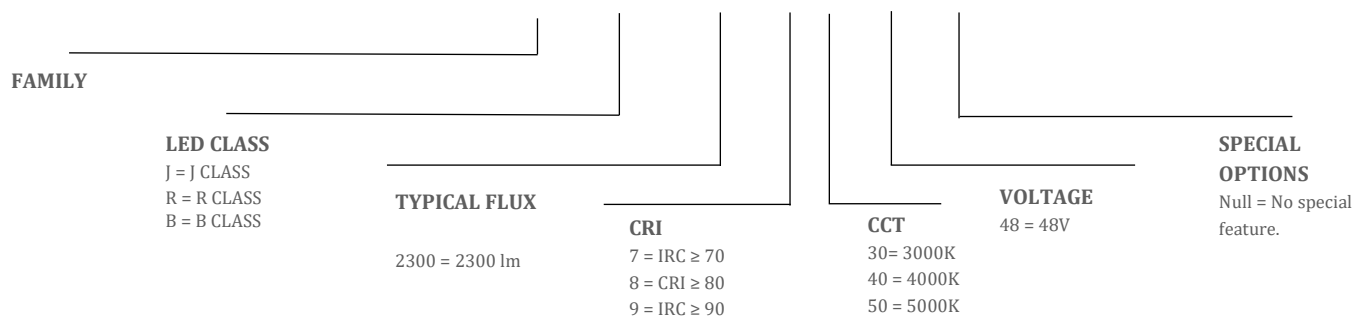 FAMILY
LED CLASS
J = J CLASS
R = R CLASS
B = B CLASS
TYPICAL FLUX
2300 = 2300 lm
CRI
7 = IRC ≥ 70
8 = CRI ≥ 80
9 = IRC ≥ 90
CCT
30= 3000K
40 = 4000K
50 = 5000K
VOLTAGE
48 = 48V
SPECIAL
OPTIONS
Null = No special
feature.